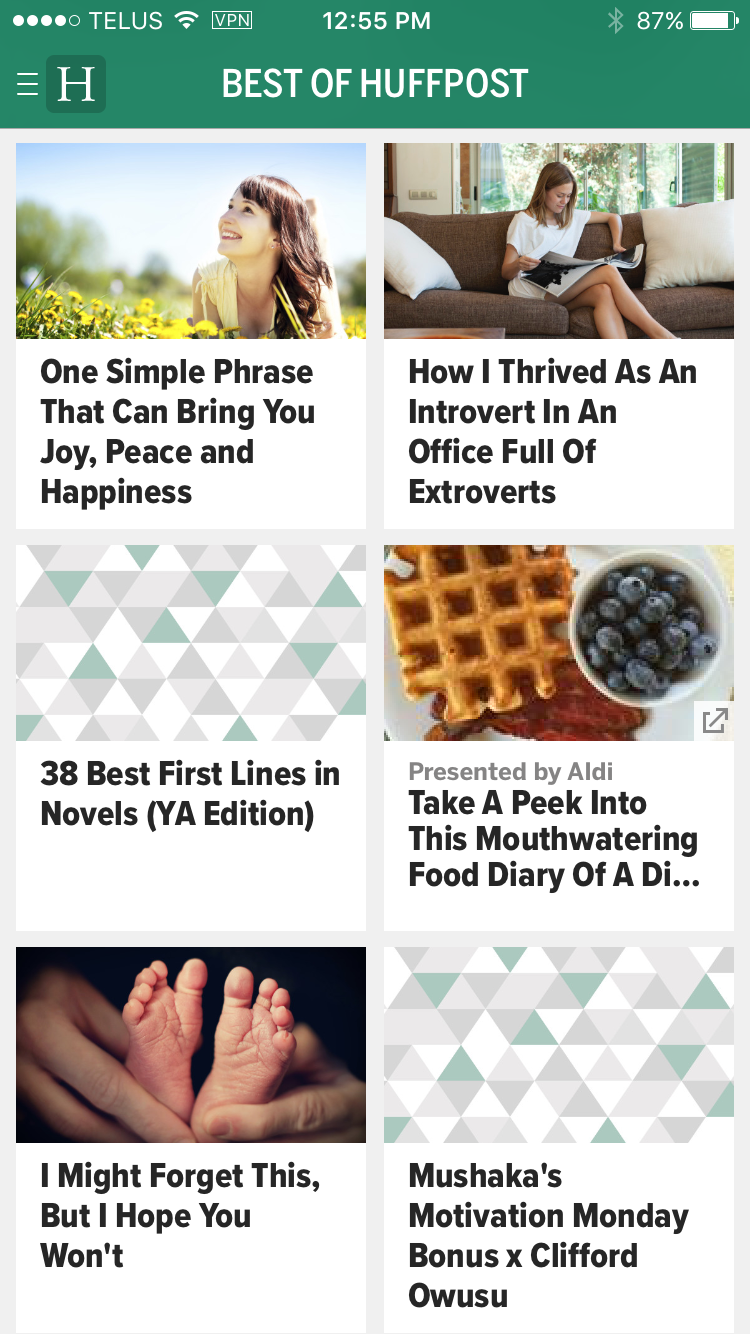 TELUS VPN 12:55 PM 87%
H BEST OF HUFFPOST
One Simple Phrase
That Can Bring You
Joy, Peace and
Happiness
How I Thrived As An
Introvert In An
Office Full Of
Extroverts
38 Best First Lines in
Novels (YA Edition)
Presented by Aldi
Take A Peek Into
This Mouthwatering
Food Diary Of A Di...
I Might Forget This,
But I Hope You
Won't
Mushaka's
Motivation Monday
Bonus x Clifford
Owusu